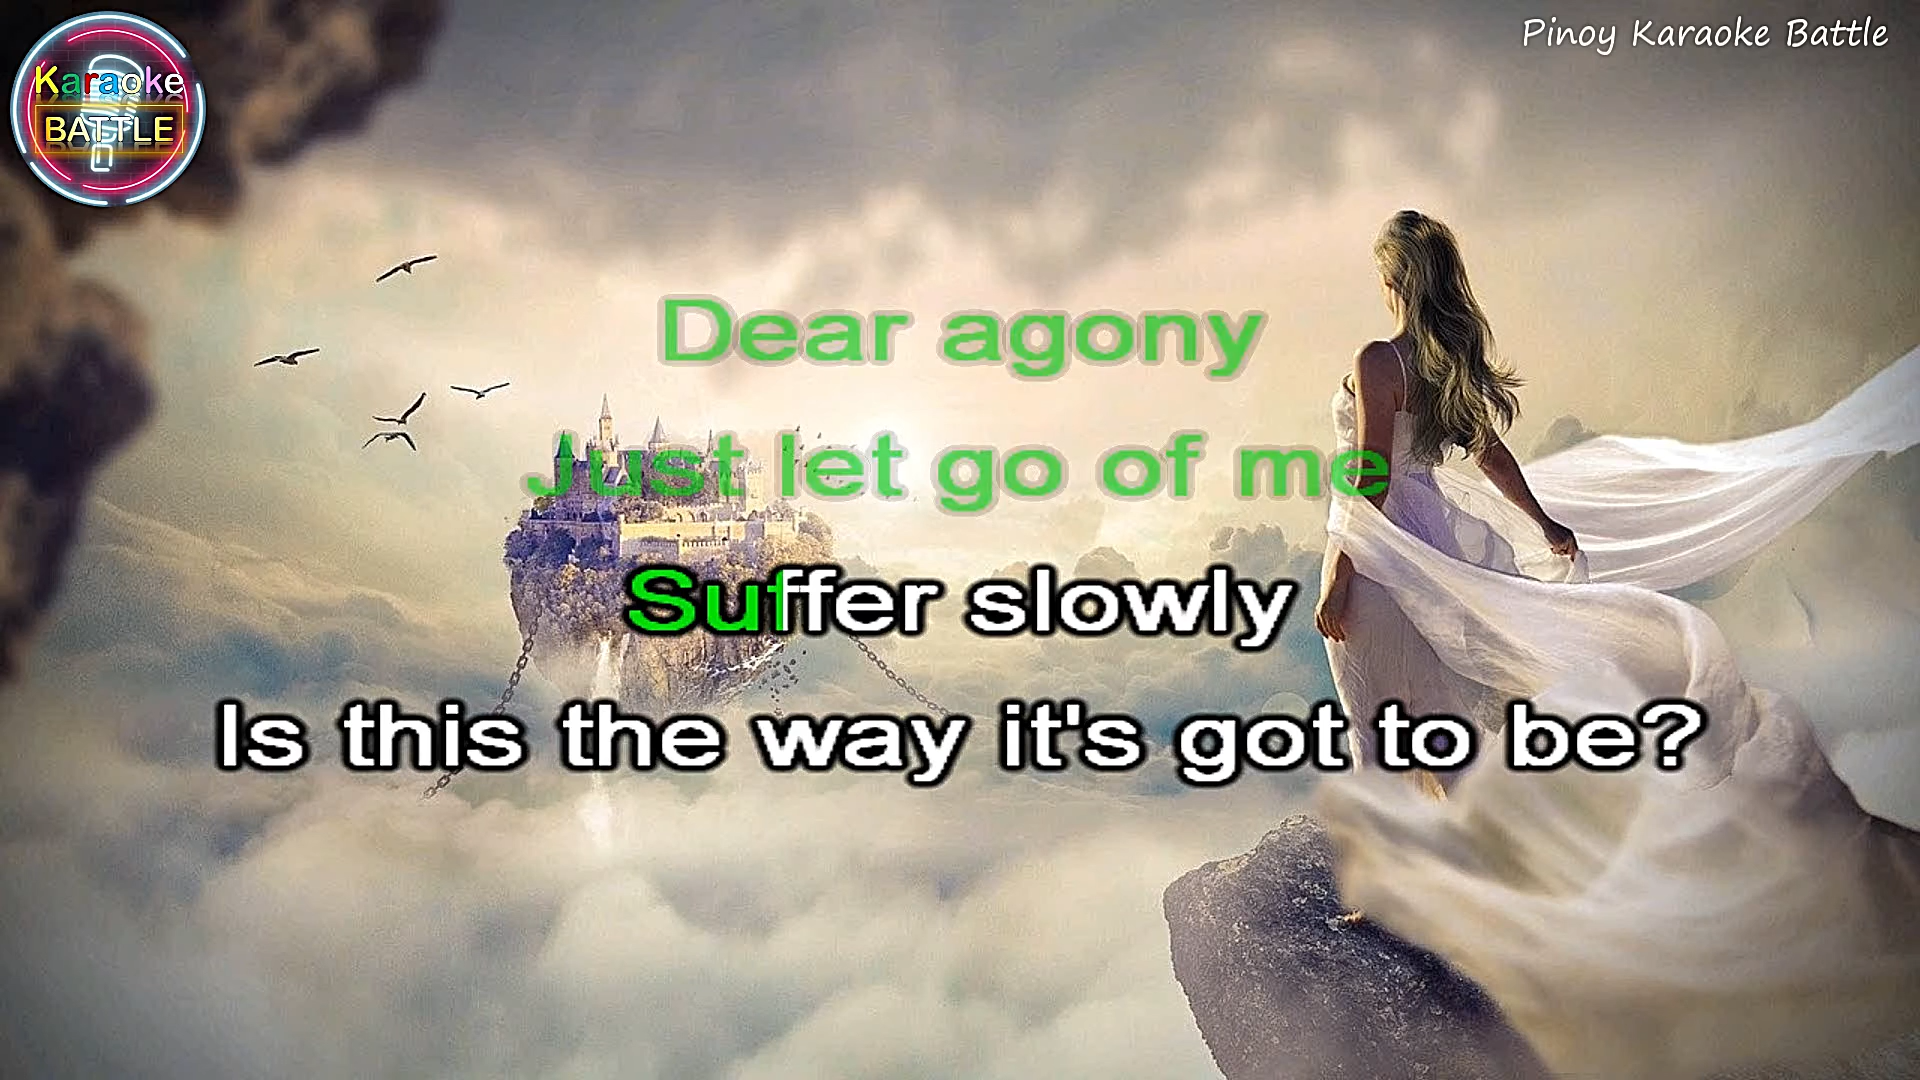 Karaoke
BATTLE
Pinoy Karaoke Battle
Dear agony
Just let go of me
Suffer slowly
Is this the way it's got to be?